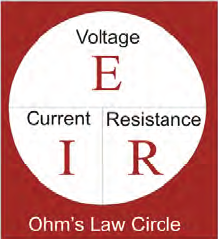 Voltage
E
Current Resistance
I R
Ohm's Law Circle